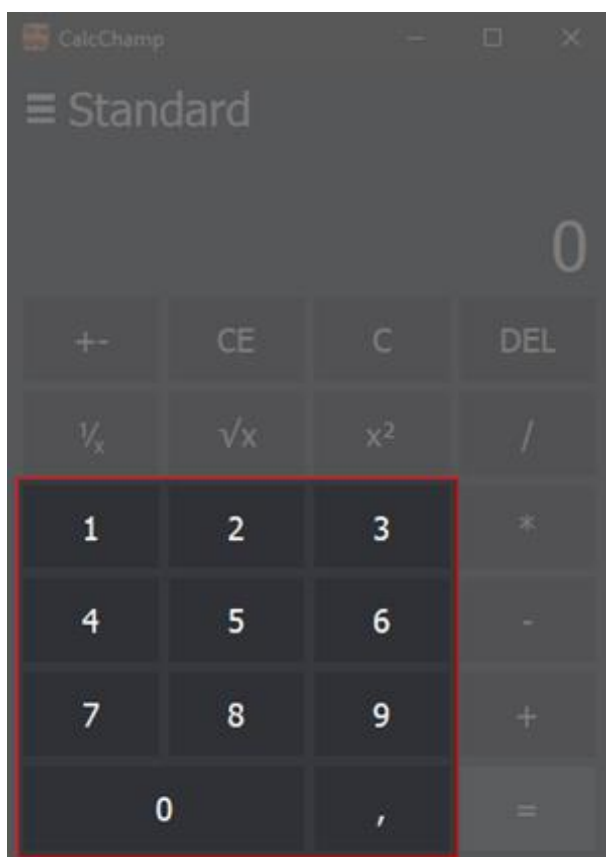 CalcChamp
Standard
0
+- CE C DEL
¹/ₓ √x x² /
1 2 3 *
4 5 6 -
7 8 9 +
0 , =